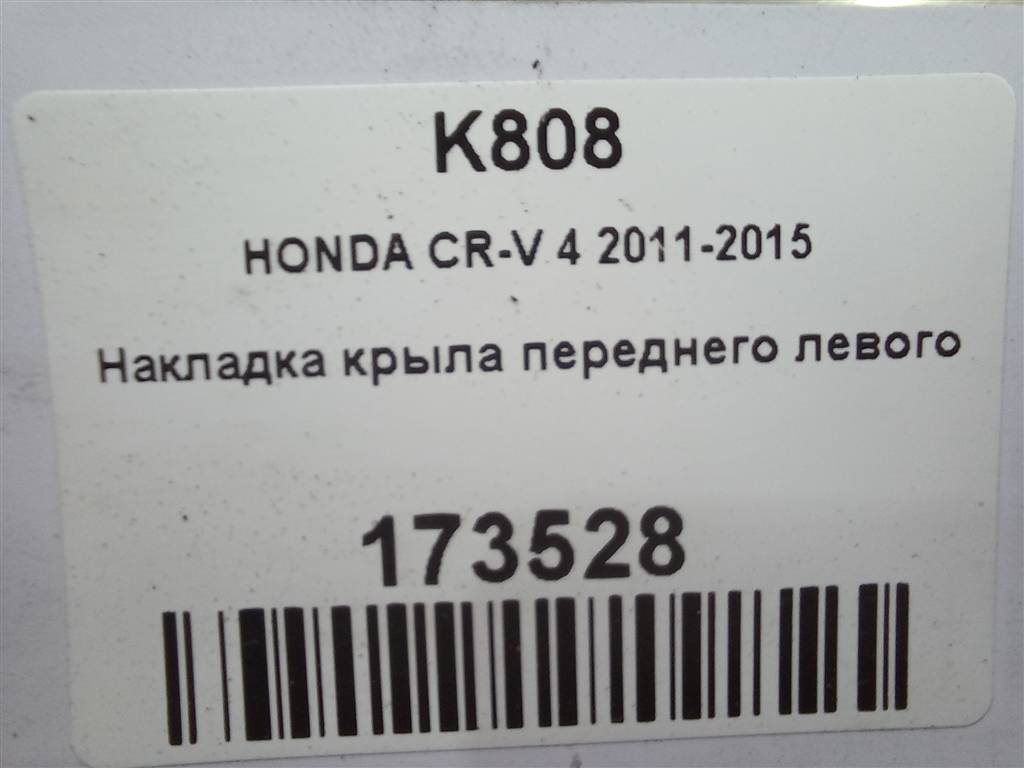 K808
HONDA CR-V 4 2011-2015
Накладка крыла переднего левого
173528